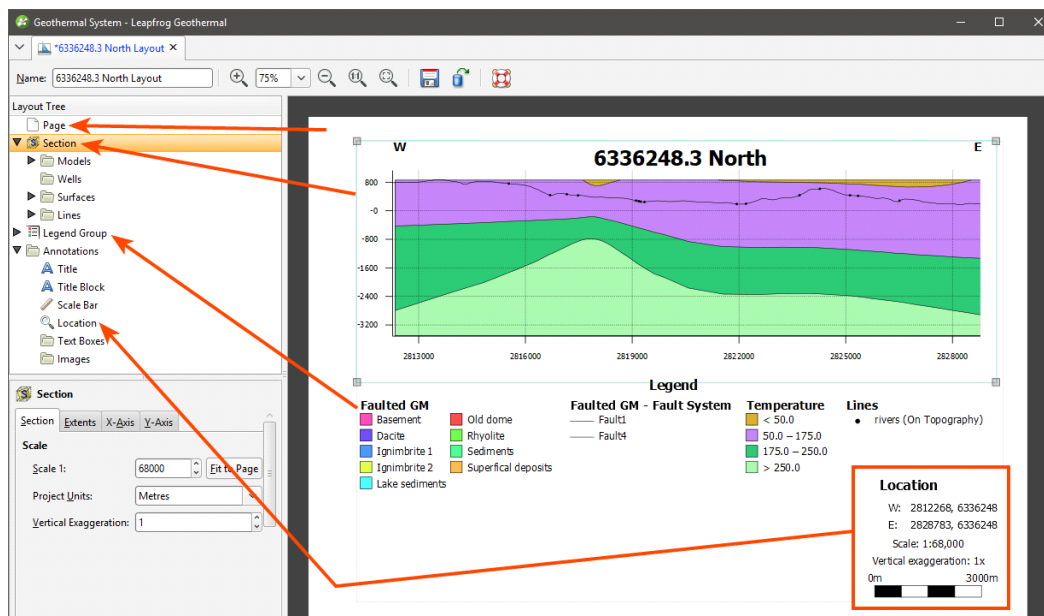 Geothermal System - Leapfrog Geothermal
*6336248.3 North Layout
Name: 6336248.3 North Layout
75%
Layout Tree
Page
Section
Models
Wells
Surfaces
Lines
Legend Group
Annotations
Title
Title Block
Scale Bar
Location
Text Boxes
Images
Section
Section Extents X-Axis Y-Axis
Scale
Scale 1: 68000 Fit to Page
Project Units: Metres
Vertical Exaggeration: 1
W E
6336248.3 North
800
-0
-800
-1600
-2400
-3200
2813000 2816000 2819000 2822000 2825000 2828000
Legend
Faulted GM
Basement
Dacite
Ignimbrite 1
Ignimbrite 2
Lake sediments
Old dome
Rhyolite
Sediments
Superfical deposits
Faulted GM - Fault System
Fault1
Fault4
Temperature
< 50.0
50.0 – 175.0
175.0 – 250.0
> 250.0
Lines
rivers (On Topography)
Location
W: 2812268, 6336248
E: 2828783, 6336248
Scale: 1:68,000
Vertical exaggeration: 1x
0m 3000m